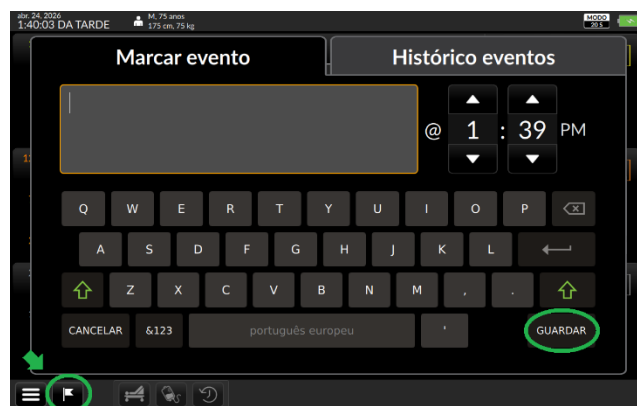 abr. 24, 2026
1:40:03 DA TARDE
M, 75 anos
175 cm, 75 kg
MODO
20 S
Marcar evento
Histórico eventos
@ 1 : 39 PM
Q W E R T Y U I O P
A S D F G H J K L
Z X C V B N M , .
CANCELAR &123 português europeu ' GUARDAR